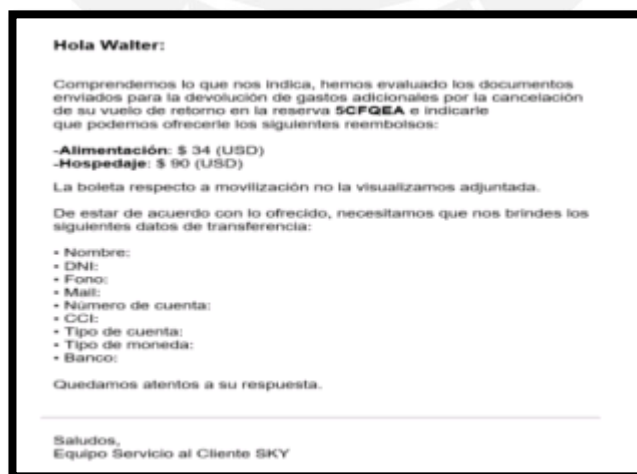 Hola Walter:
Comprendemos lo que nos indica, hemos evaluado los documentos
enviados para la devolución de gastos adicionales por la cancelación
de su vuelo de retorno en la reserva 5CFQEA e indicarle
que podemos ofrecerle los siguientes reembolsos:
-Alimentación: $ 34 (USD)
-Hospedaje: $ 90 (USD)
La boleta respecto a movilización no la visualizamos adjuntada.
De estar de acuerdo con lo ofrecido, necesitamos que nos brindes los
siguientes datos de transferencia:
• Nombre:
• DNI:
• Fono:
• Mail:
• Número de cuenta:
• CCI:
• Tipo de cuenta:
• Tipo de moneda:
• Banco:
Quedamos atentos a su respuesta.
Saludos,
Equipo Servicio al Cliente SKY